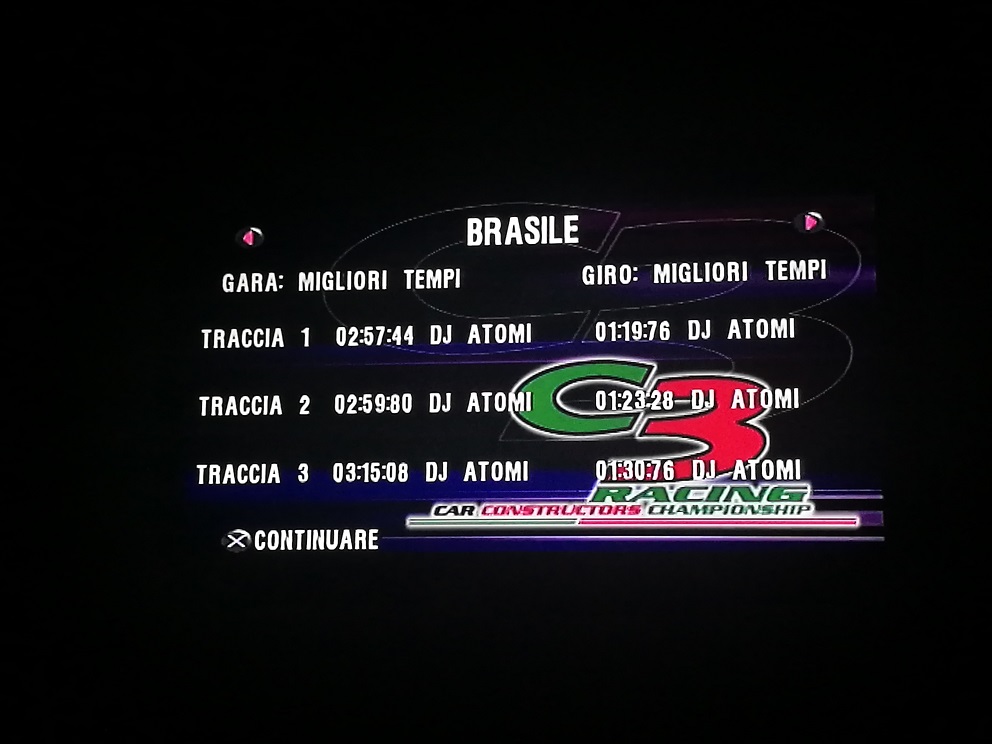 BRASILE
GARA: MIGLIORI TEMPI GIRO: MIGLIORI TEMPI
TRACCIA 1 02:57:44 DJ ATOMI 01:19:76 DJ ATOMI
TRACCIA 2 02:59:80 DJ ATOMI 01:23:28 DJ ATOMI
TRACCIA 3 03:15:08 DJ ATOMI 01:30:76 DJ ATOMI
C3
RACING
CAR CONSTRUCTORS CHAMPIONSHIP
CONTINUARE